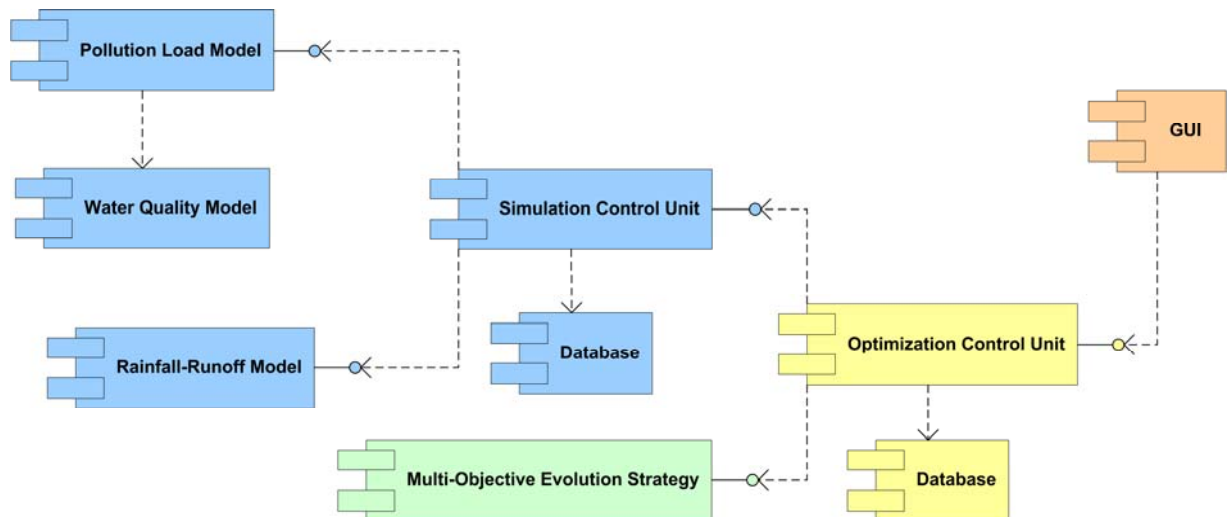 Pollution Load Model
GUI
Water Quality Model
Simulation Control Unit
Rainfall-Runoff Model
Database
Optimization Control Unit
Multi-Objective Evolution Strategy
Database